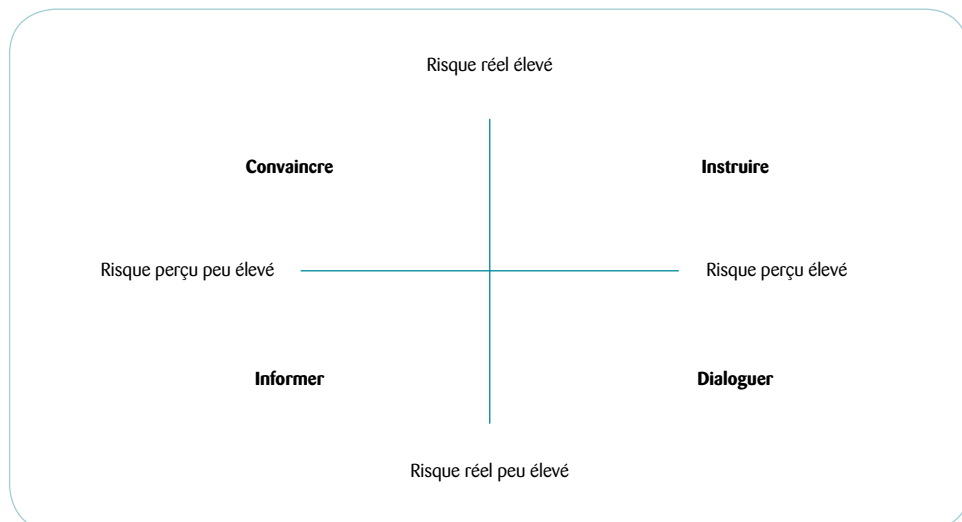 Risque réel élevé
Convaincre Instruire
Risque perçu peu élevé Risque perçu élevé
Informer Dialoguer
Risque réel peu élevé